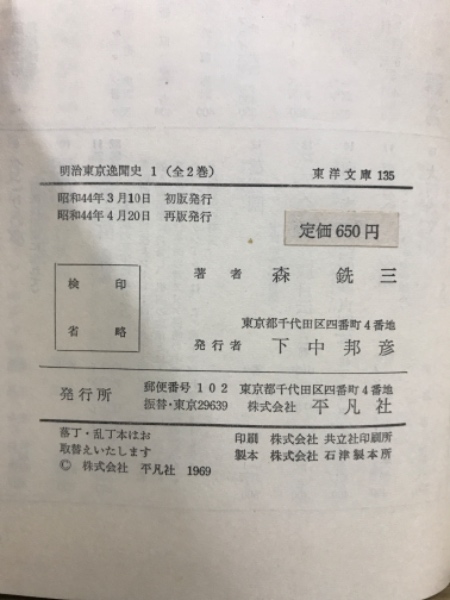 明治東京逸聞史 1 (全2巻) 東洋文庫 135
昭和44年3月10日 初版発行
昭和44年4月20日 再版発行
定価 650円
検 印
省 略
著者 森銑三
東京都千代田区四番町4番地
発行者 下中邦彦
発行所
郵便番号 102 東京都千代田区四番町4番地
振替・東京29639 株式会社 平凡社
落丁・乱丁本はお
取替えいたします
© 株式会社 平凡社 1969
印刷 株式会社 共立社印刷所
製本 株式会社 石津製本所